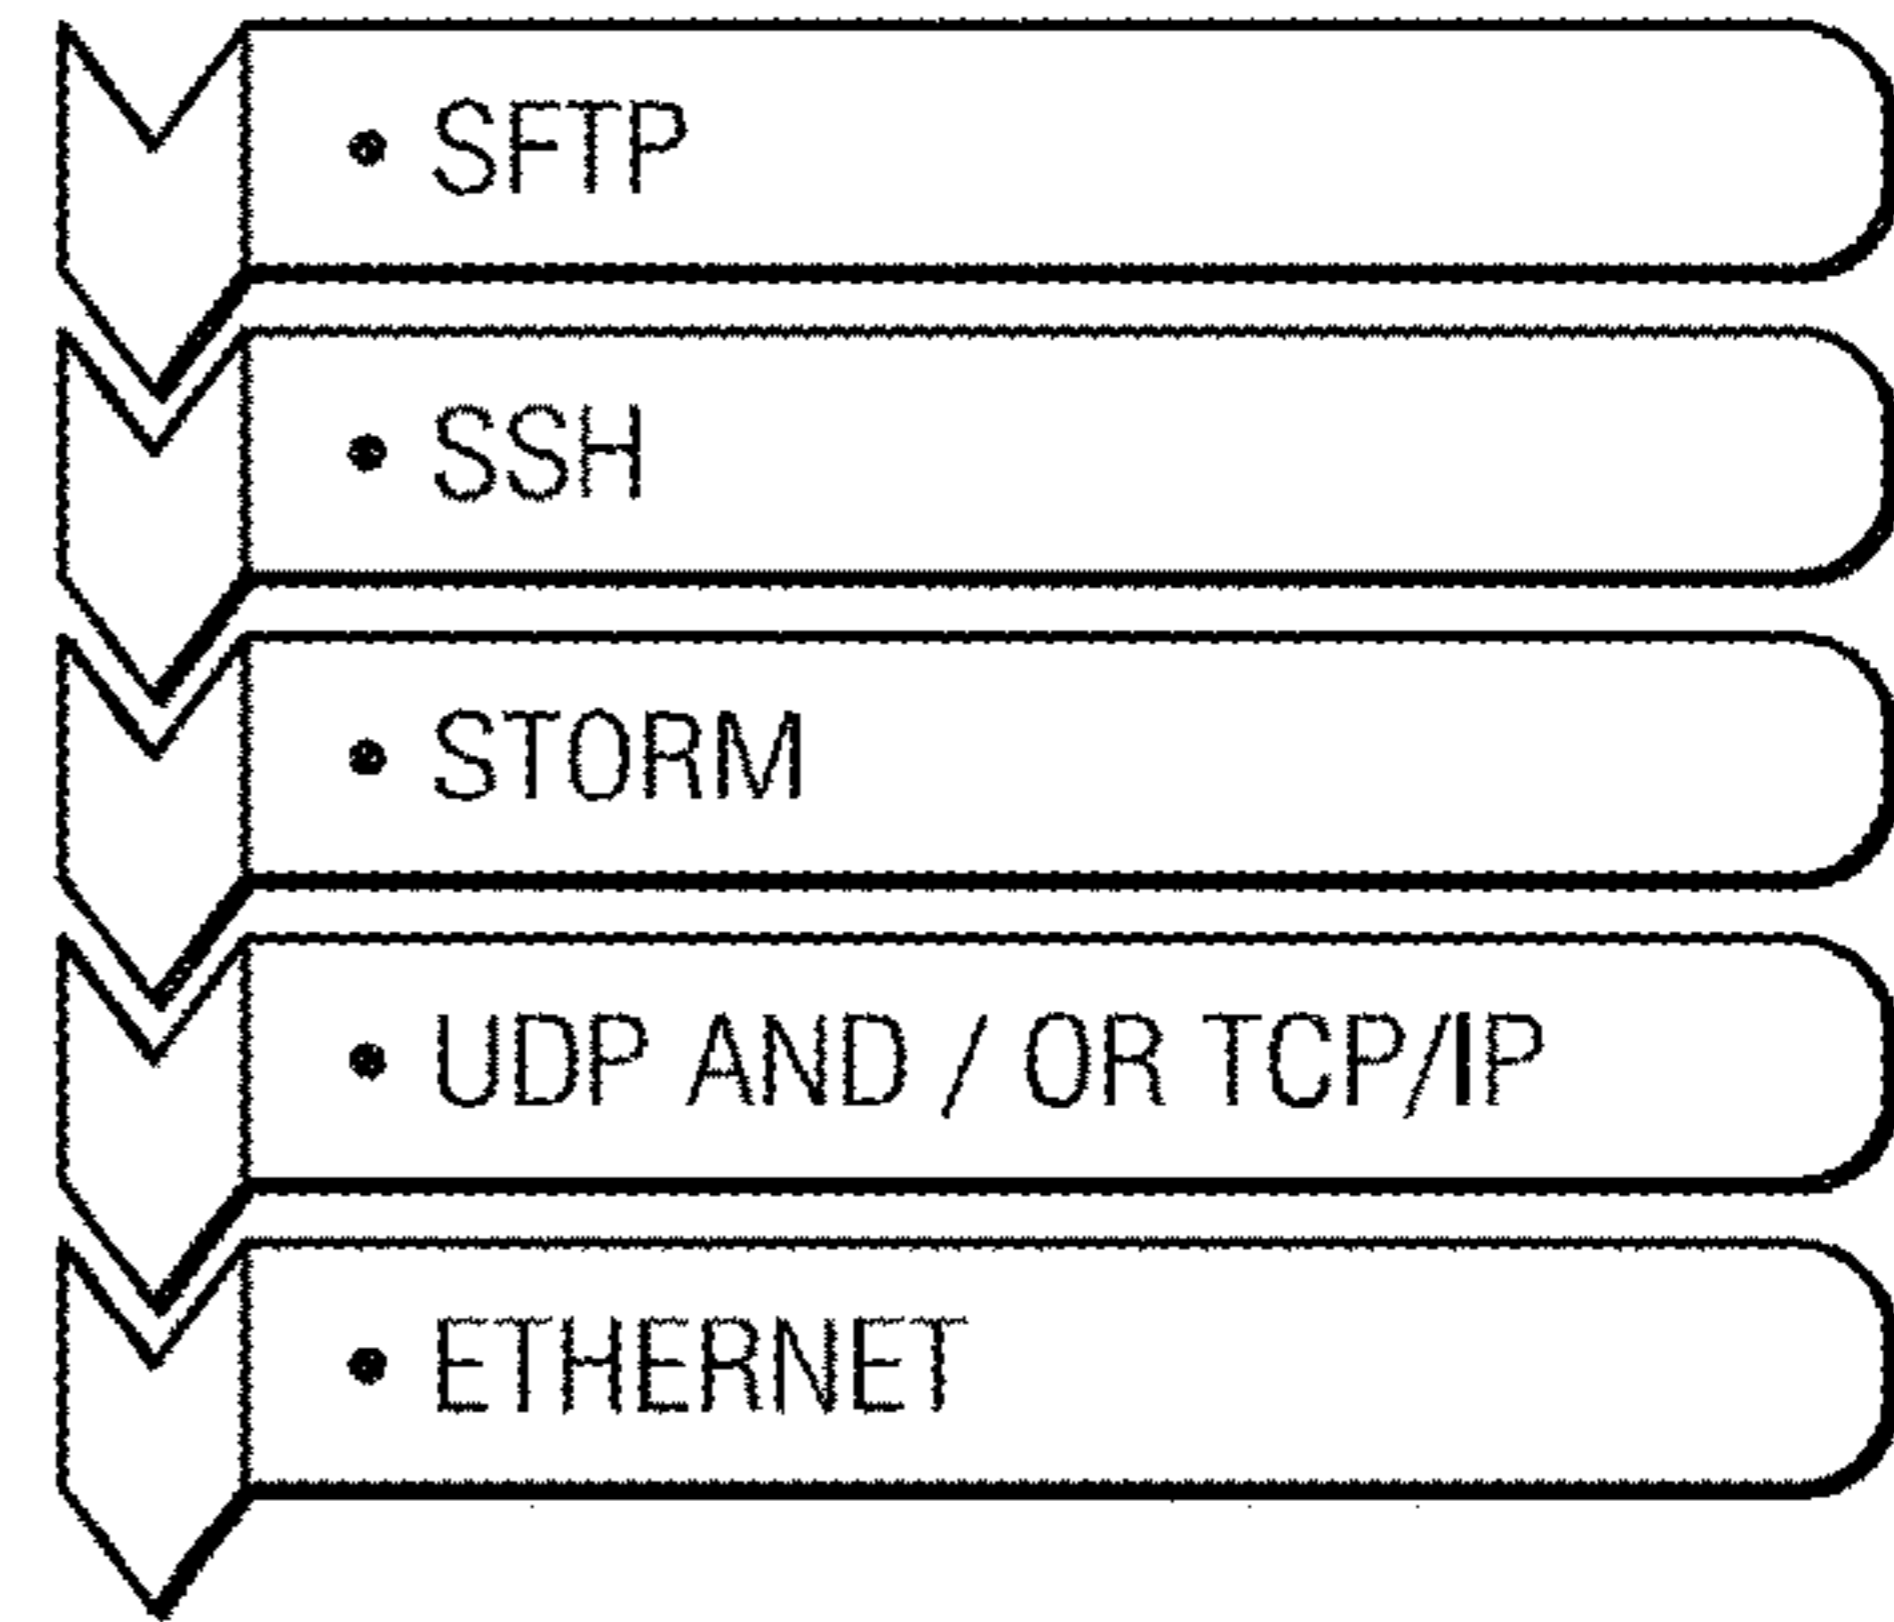 • SFTP
• SSH
• STORM
• UDP AND / OR TCP/IP
• ETHERNET